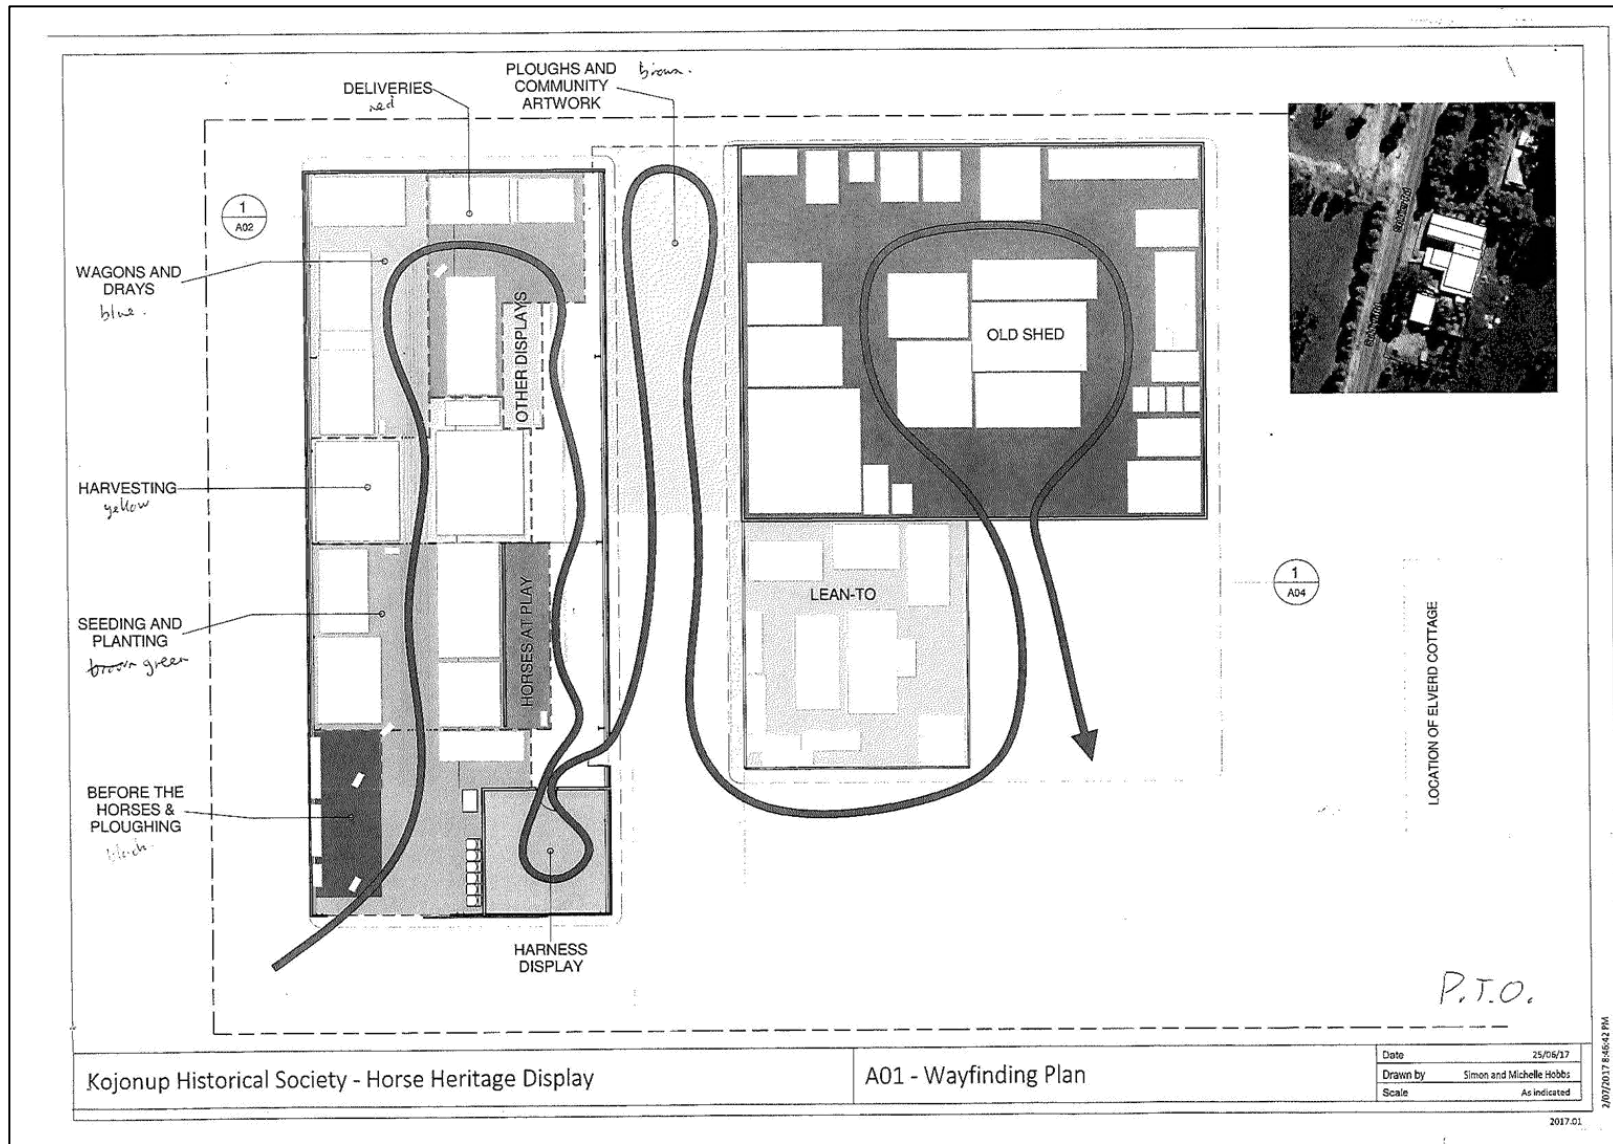 PLOUGHS AND
COMMUNITY
ARTWORK
brown.
DELIVERIES
red
1
A02
WAGONS AND
DRAYS
blue.
OTHER DISPLAYS
OLD SHED
HARVESTING
yellow
HORSES AT PLAY
LEAN-TO
1
A04
SEEDING AND
PLANTING
brown green
LOCATION OF ELVERD COTTAGE
BEFORE THE
HORSES &
PLOUGHING
black.
HARNESS
DISPLAY
P.T.O.
Kojonup Historical Society - Horse Heritage Display
A01 - Wayfinding Plan
Date 25/06/17
Drawn by Simon and Michelle Hobbs
Scale As indicated
2017.01
2/07/2017 8:46:42 PM